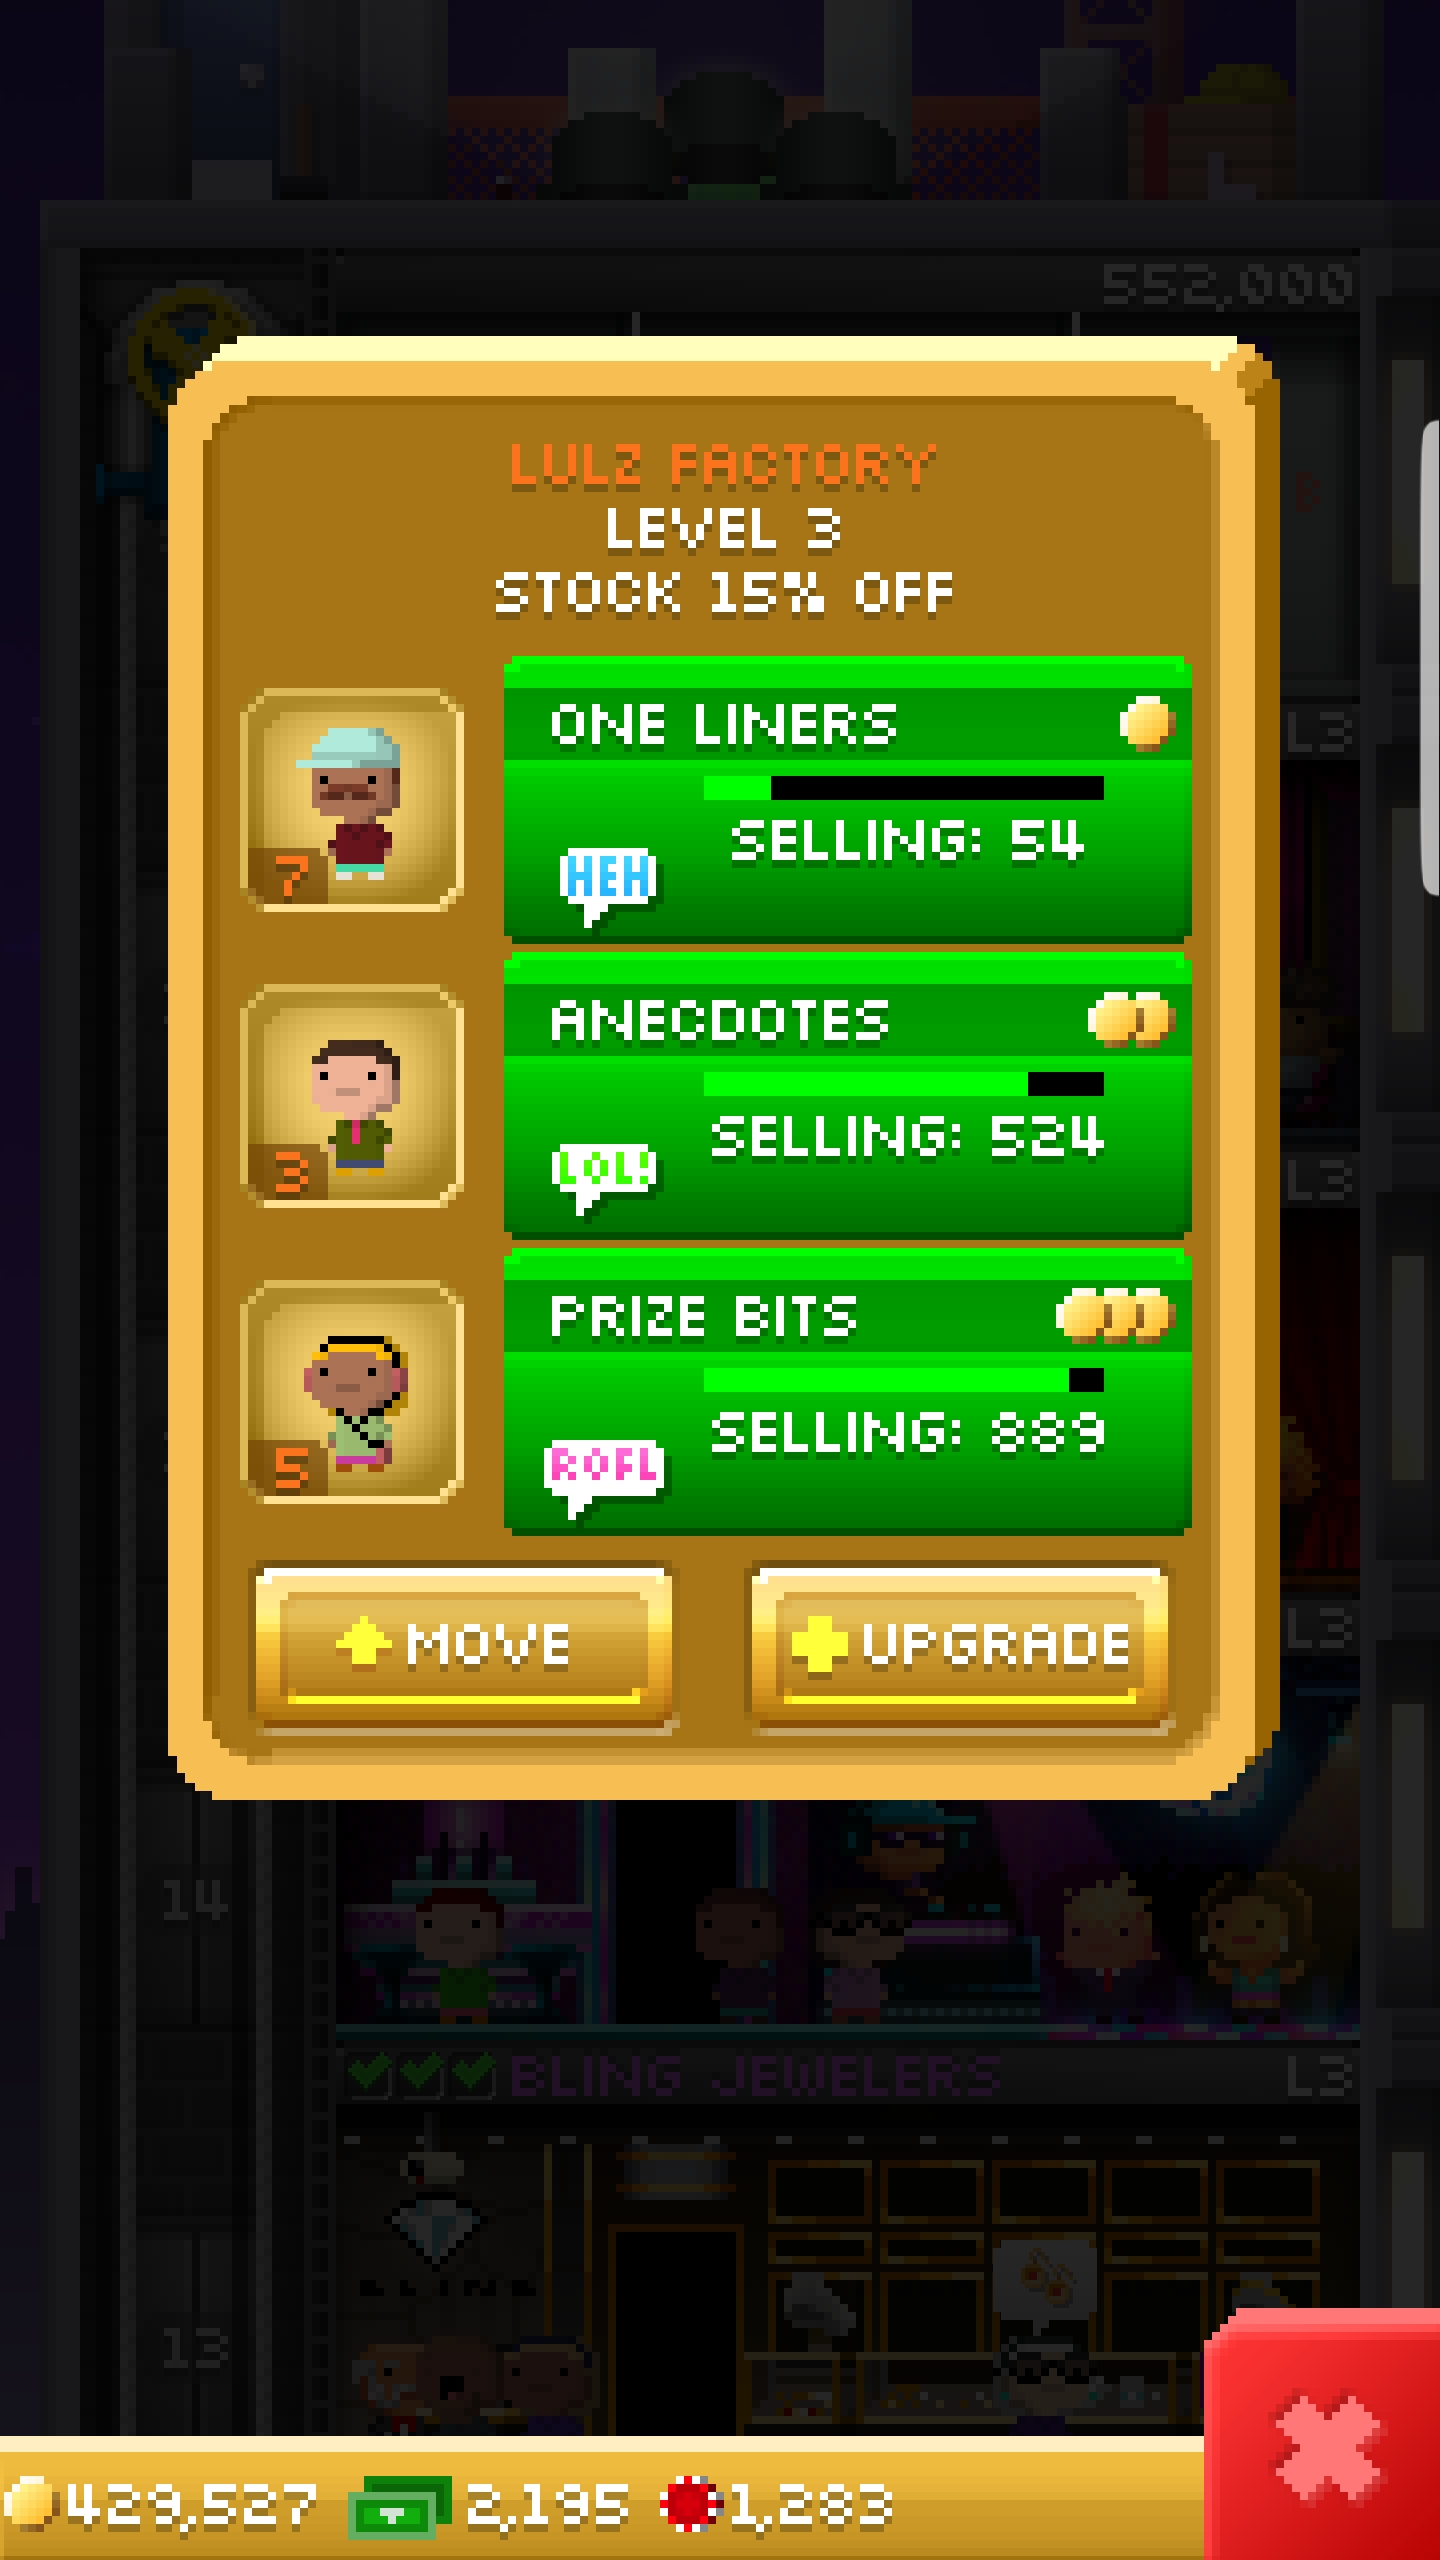 552,000
LULZ FACTORY
LEVEL 3
STOCK 15% OFF
ONE LINERS
L3
SELLING: 54
7
HEH
ANECDOTES
SELLING: 524
3
LOL!
L3
PRIZE BITS
SELLING: 889
5
ROFL
MOVE
UPGRADE
L3
14
BLING JEWELERS L3
13
429,527 2,195 1,283